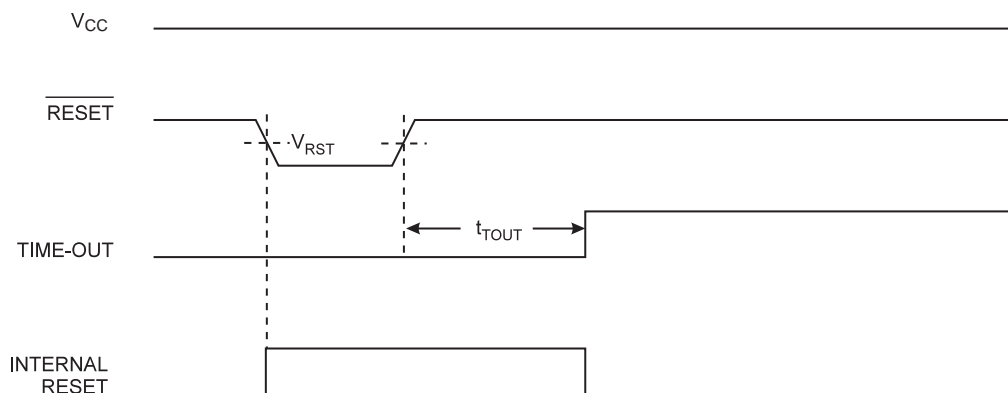 VCC
RESET
VRST
tTOUT
TIME-OUT
INTERNAL
RESET